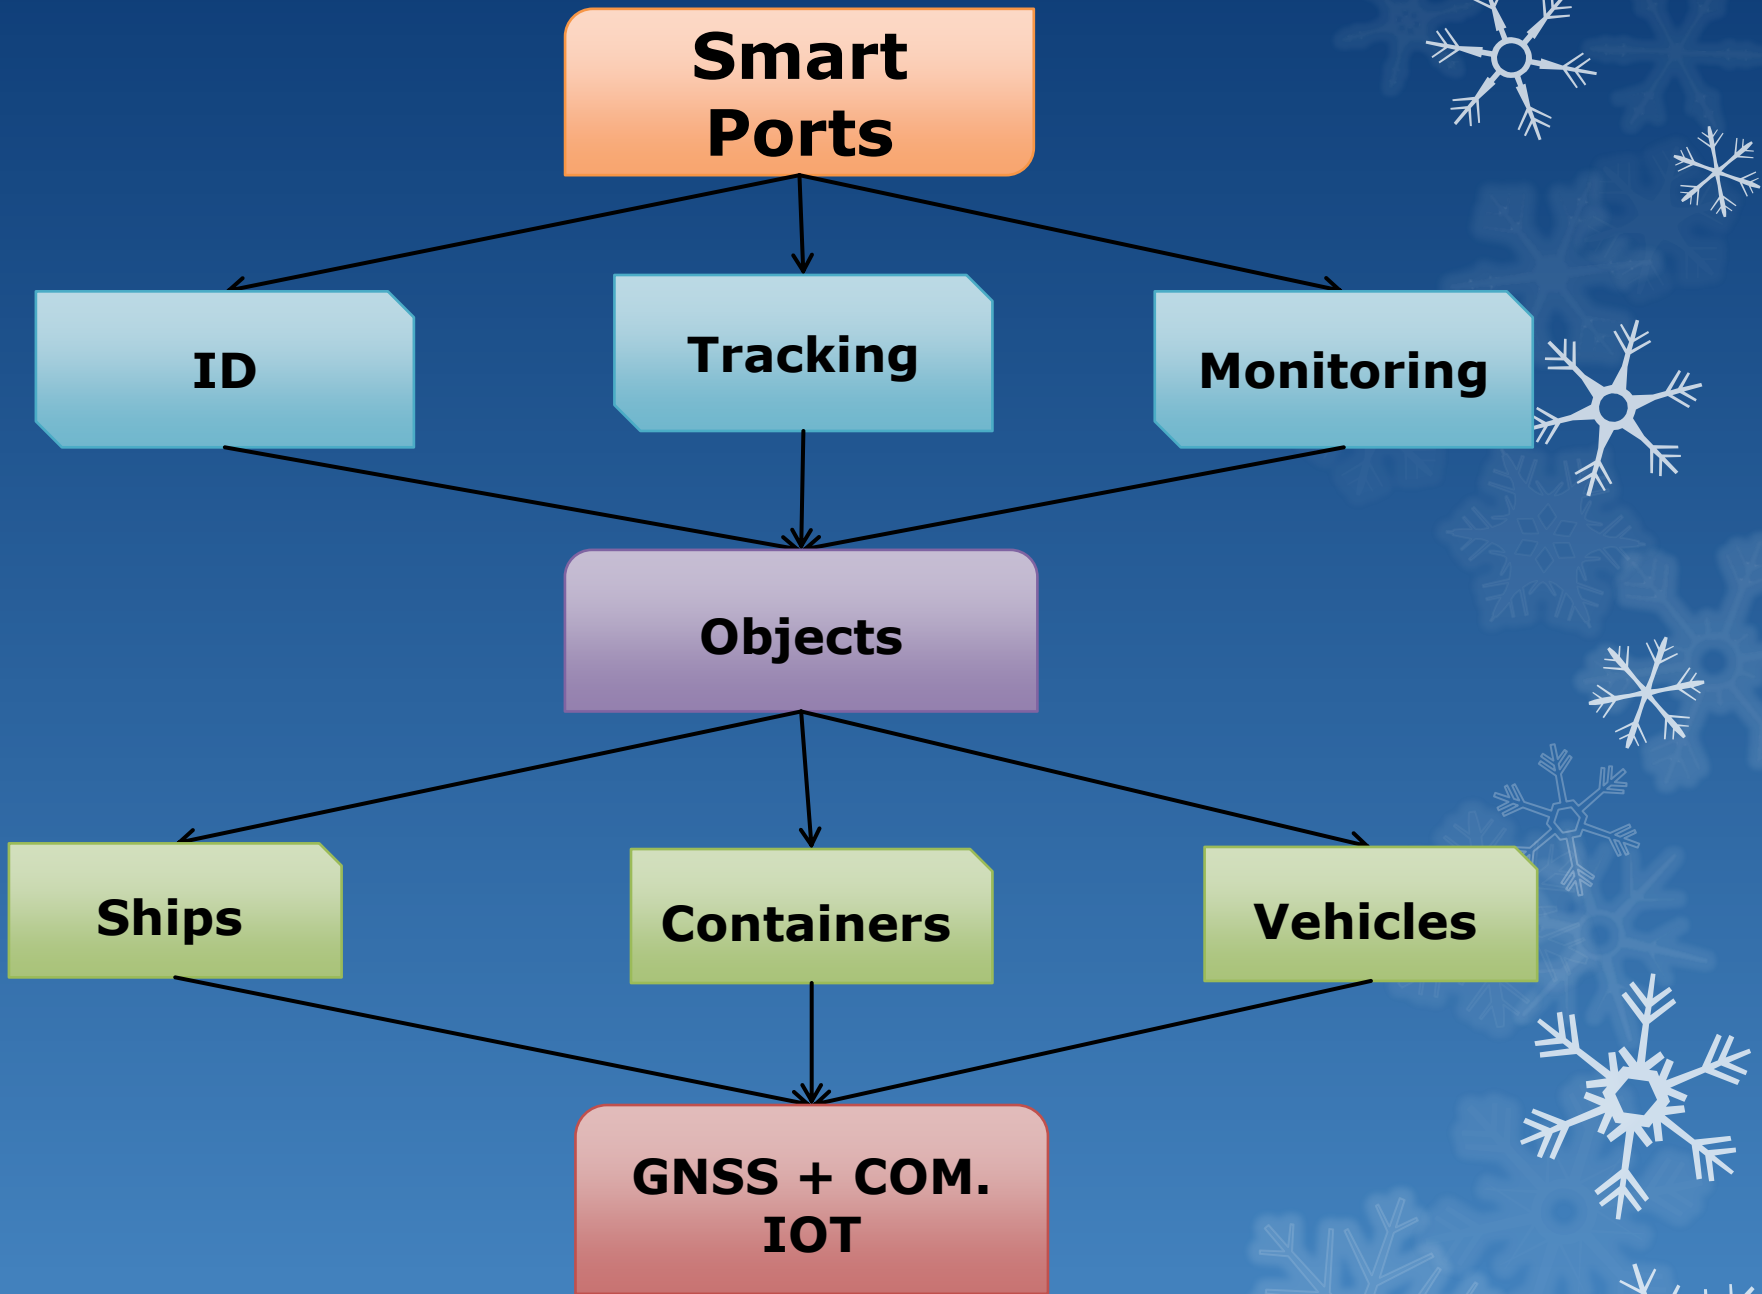 Smart
Ports
ID
Tracking
Monitoring
Objects
Ships
Containers
Vehicles
GNSS + COM.
IOT